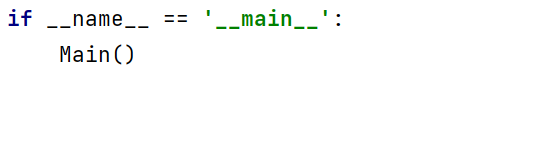 if __name__ == '__main__':
    Main()